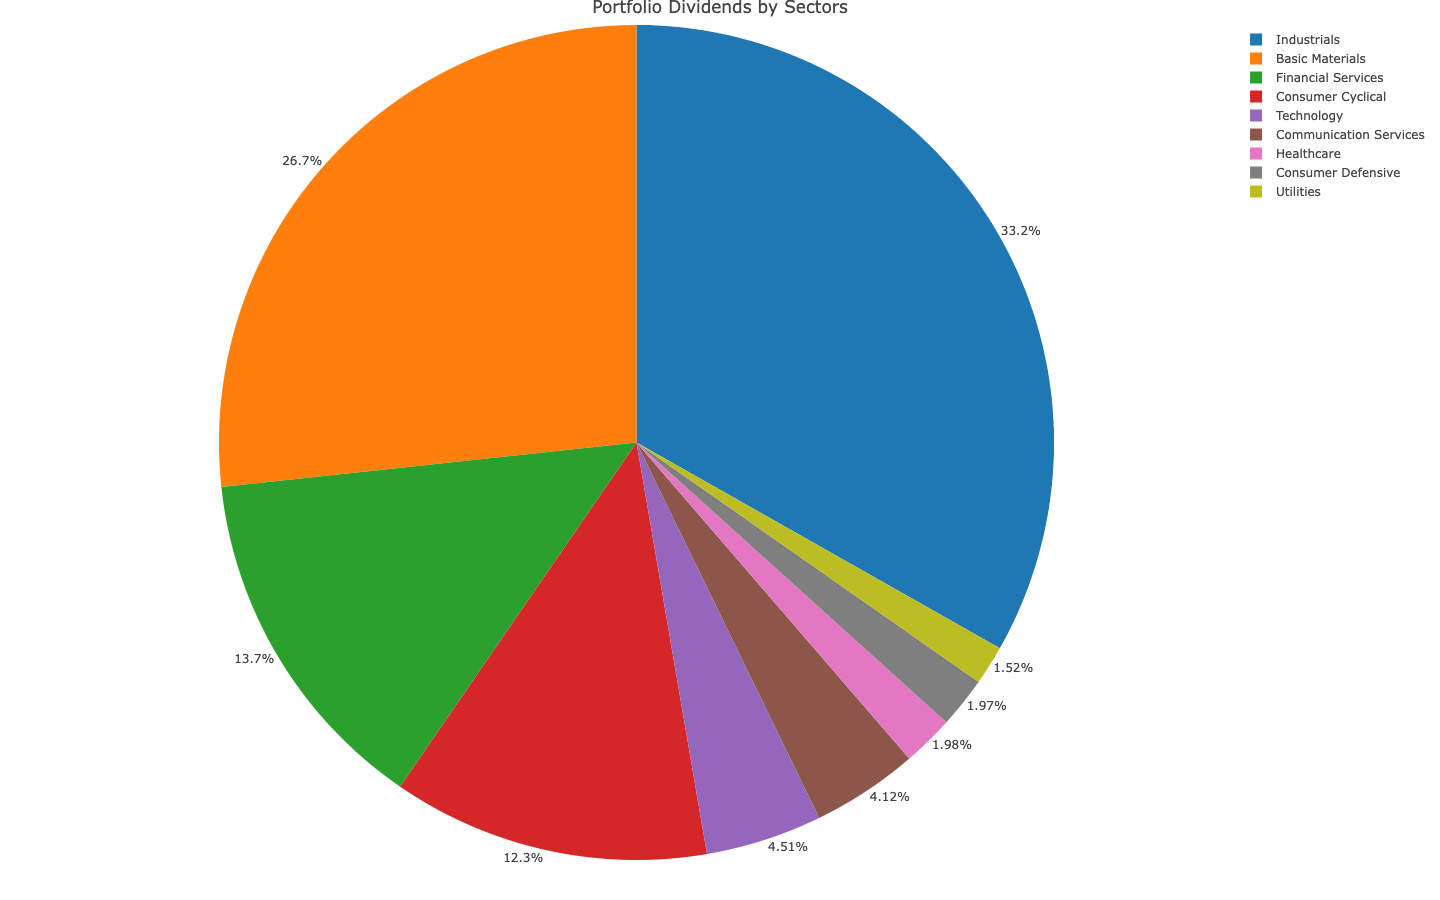 Portfolio Dividends by Sectors
Industrials
Basic Materials
Financial Services
Consumer Cyclical
Technology
Communication Services
Healthcare
Consumer Defensive
Utilities
26.7%
33.2%
13.7%
1.52%
1.97%
1.98%
4.12%
4.51%
12.3%